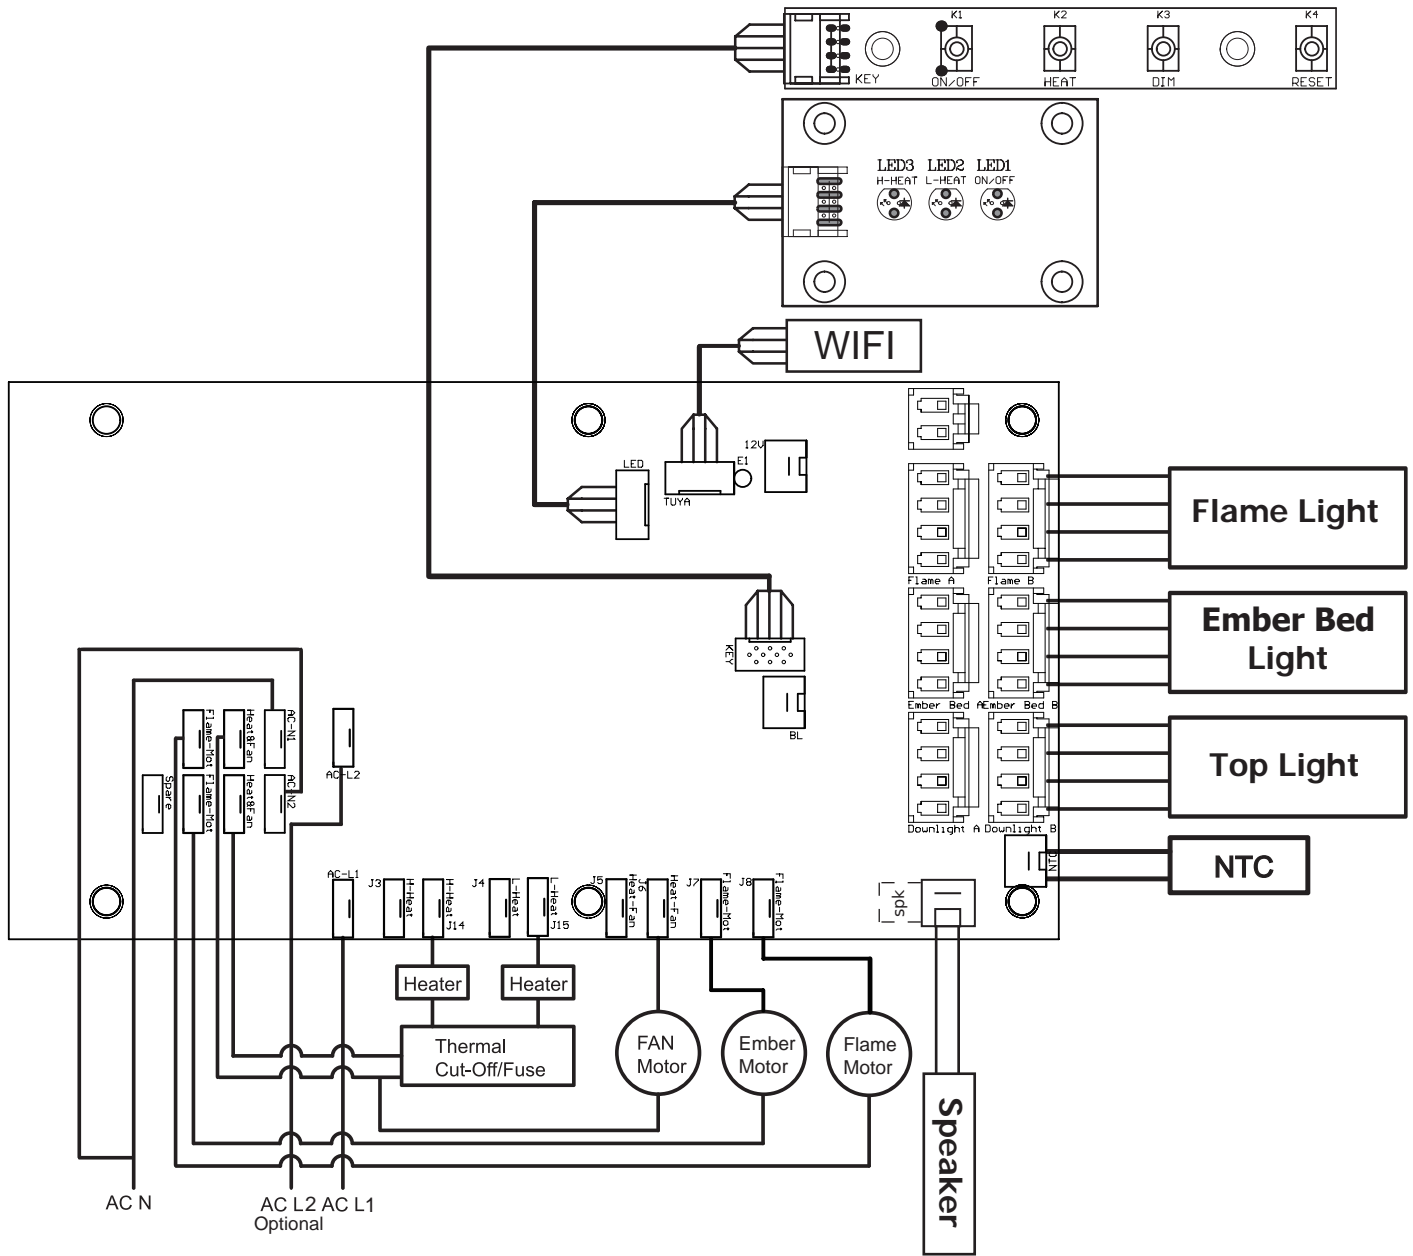 K1 K2 K3 K4
KEY ON/OFF HEAT DIM RESET
LED3 LED2 LED1
H-HEAT L-HEAT ON/OFF
WIFI
12V
LED
E1
TUYA
Flame A Flame B
Flame Light
KEY
BL
Ember Bed A Ember Bed B
Ember Bed
Light
Flame-Mot
Heat&Fan
AC-N1
AC-L2
Spare
Flame-Mot
Heat&Fan
AC-N2
Top Light
Downlight A Downlight B
NTC
NTC
AC-L1
J3
H-Heat
H-Heat
J14
J4
L-Heat
L-Heat
J15
J5
Heat-Fan
J6
Heat-Fan
J7
Flame-Mot
J8
Flame-Mot
spk
Heater
Heater
Thermal
Cut-Off/Fuse
FAN
Motor
Ember
Motor
Flame
Motor
Speaker
AC N
AC L2
Optional
AC L1